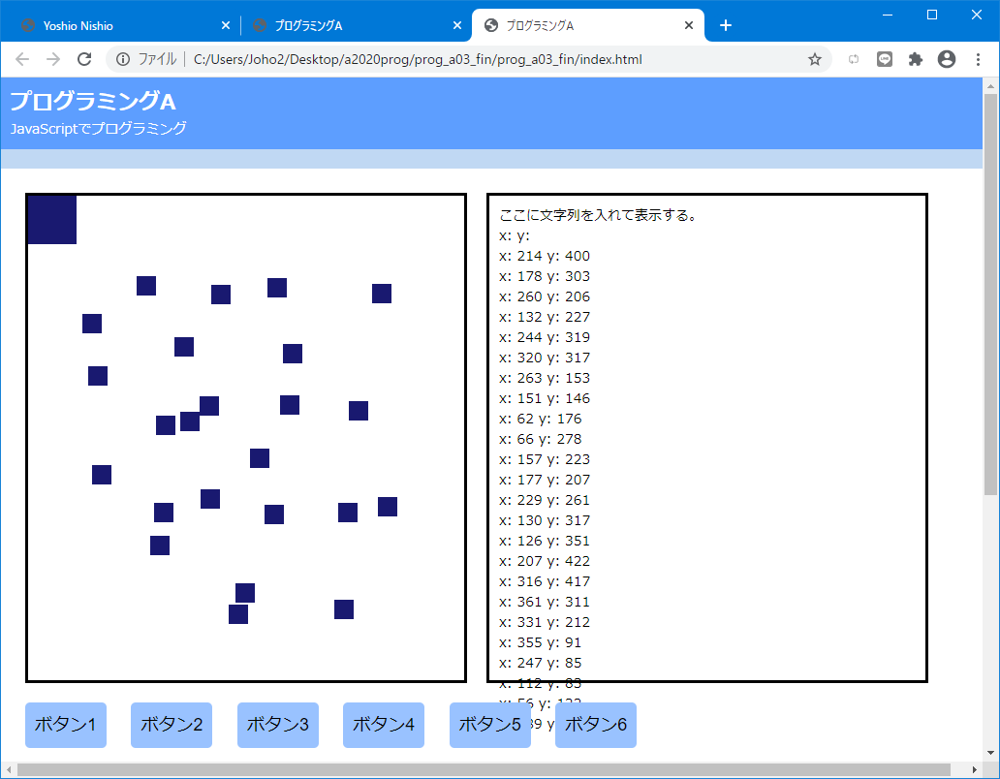 Yoshio Nishio
プログラミングA
プログラミングA
ファイル
C:/Users/Joho2/Desktop/a2020prog/prog_a03_fin/prog_a03_fin/index.html
プログラミングA
JavaScriptでプログラミング
ここに文字列を入れて表示する。
x: y:
x: 214 y: 400
x: 178 y: 303
x: 260 y: 206
x: 132 y: 227
x: 244 y: 319
x: 320 y: 317
x: 263 y: 153
x: 151 y: 146
x: 62 y: 176
x: 66 y: 278
x: 157 y: 223
x: 177 y: 207
x: 229 y: 261
x: 130 y: 317
x: 126 y: 351
x: 207 y: 422
x: 316 y: 417
x: 361 y: 311
x: 331 y: 212
x: 355 y: 91
x: 247 y: 85
x: 112 y: 83
ボタン1
ボタン2
ボタン3
ボタン4
ボタン5
ボタン6